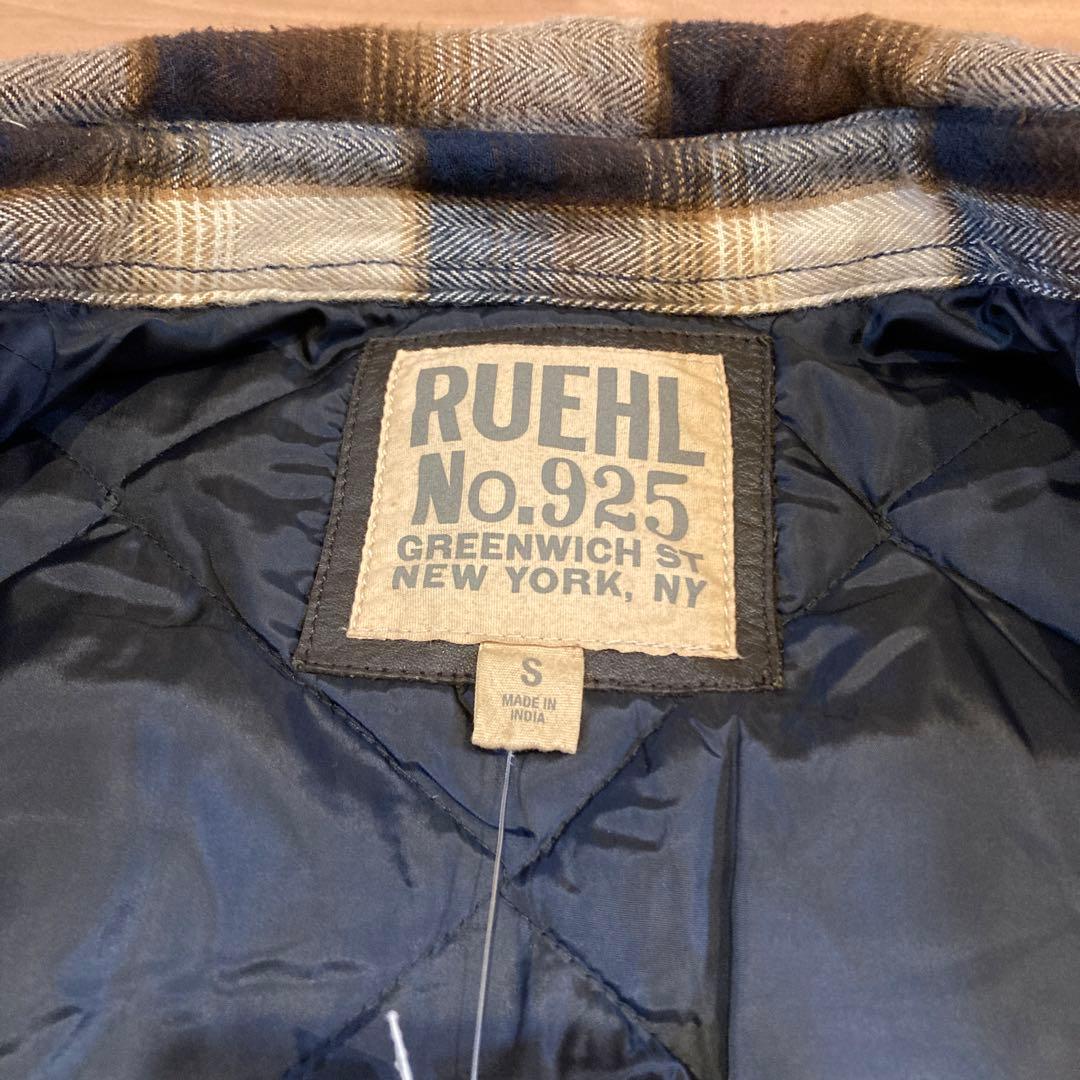 RUEHL
No.925
GREENWICH ST
NEW YORK, NY
S
MADE IN
INDIA